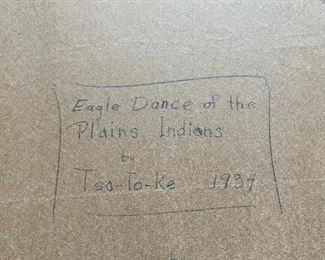 Eagle Dance of the
Plains Indians
by
Tso-To-Ke 1934